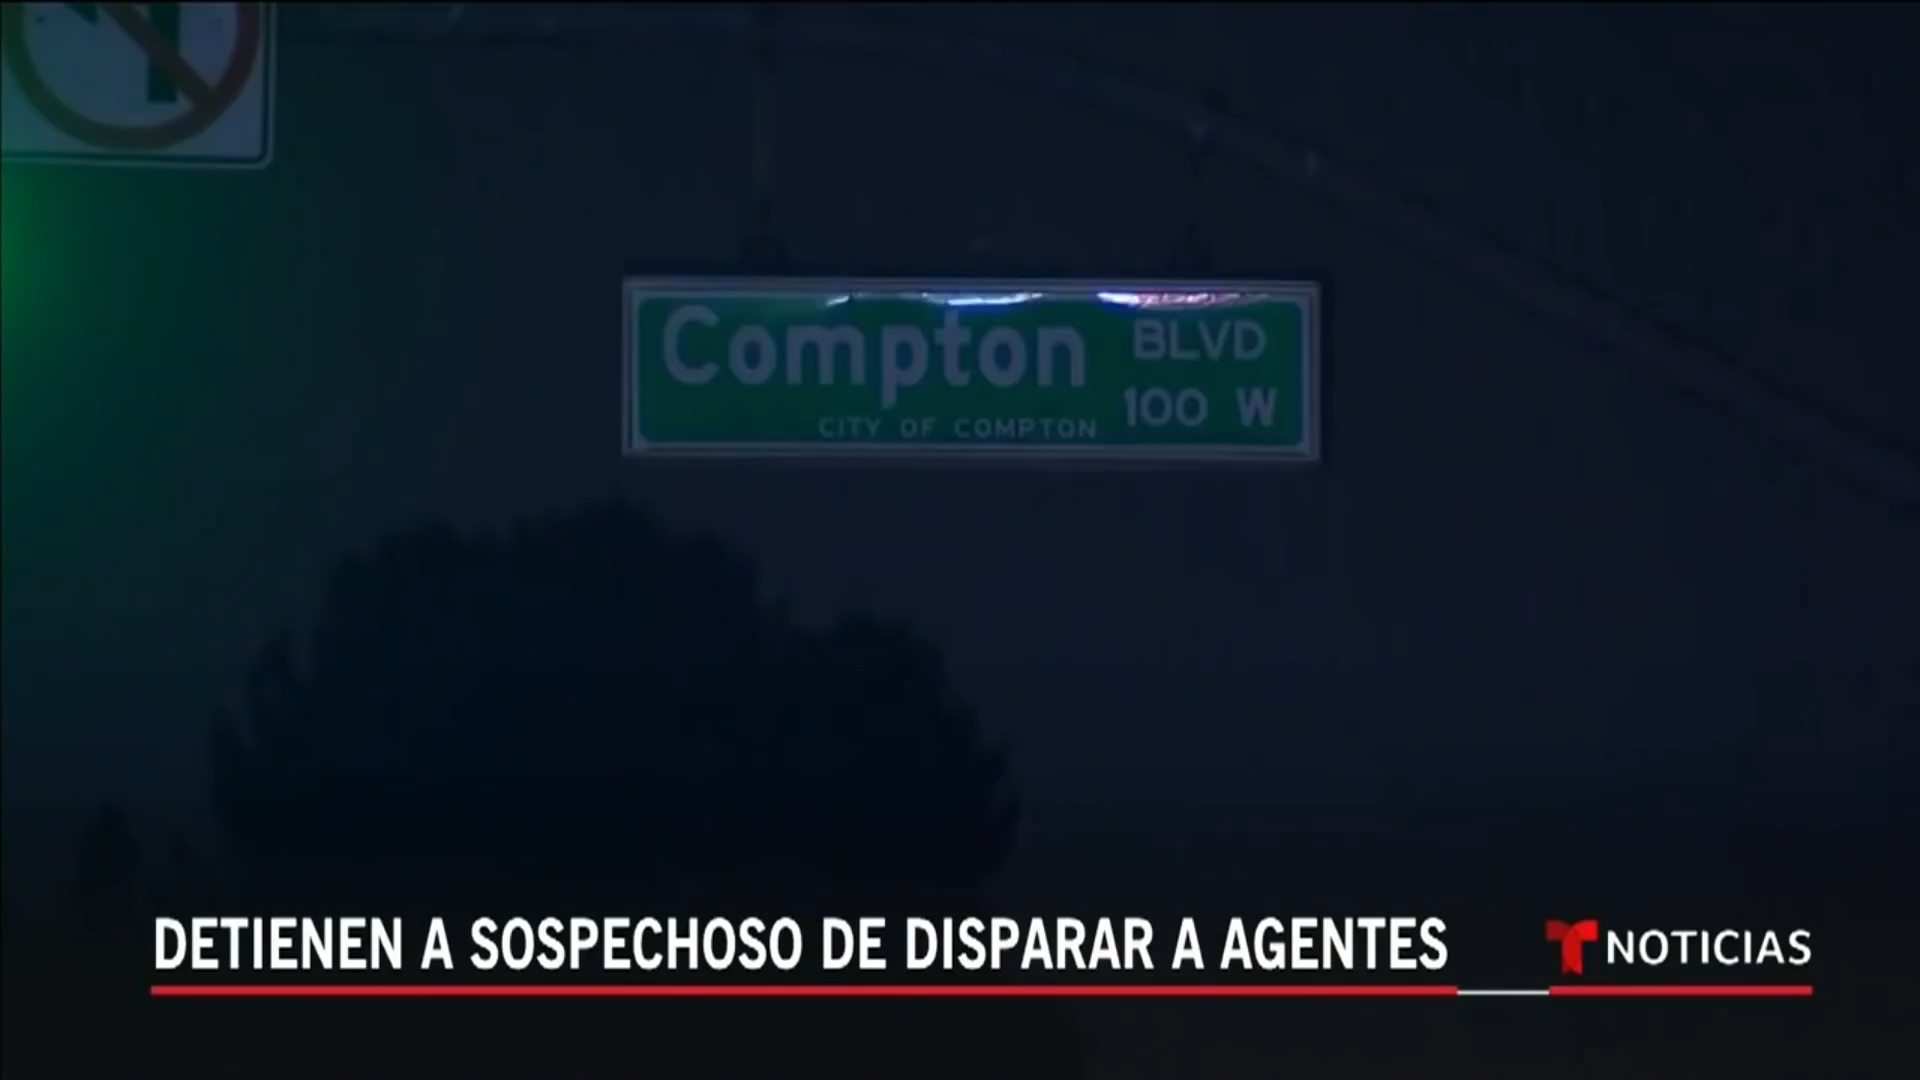 Compton BLVD
100 W
CITY OF COMPTON
DETIENEN A SOSPECHOSO DE DISPARAR A AGENTES
NOTICIAS